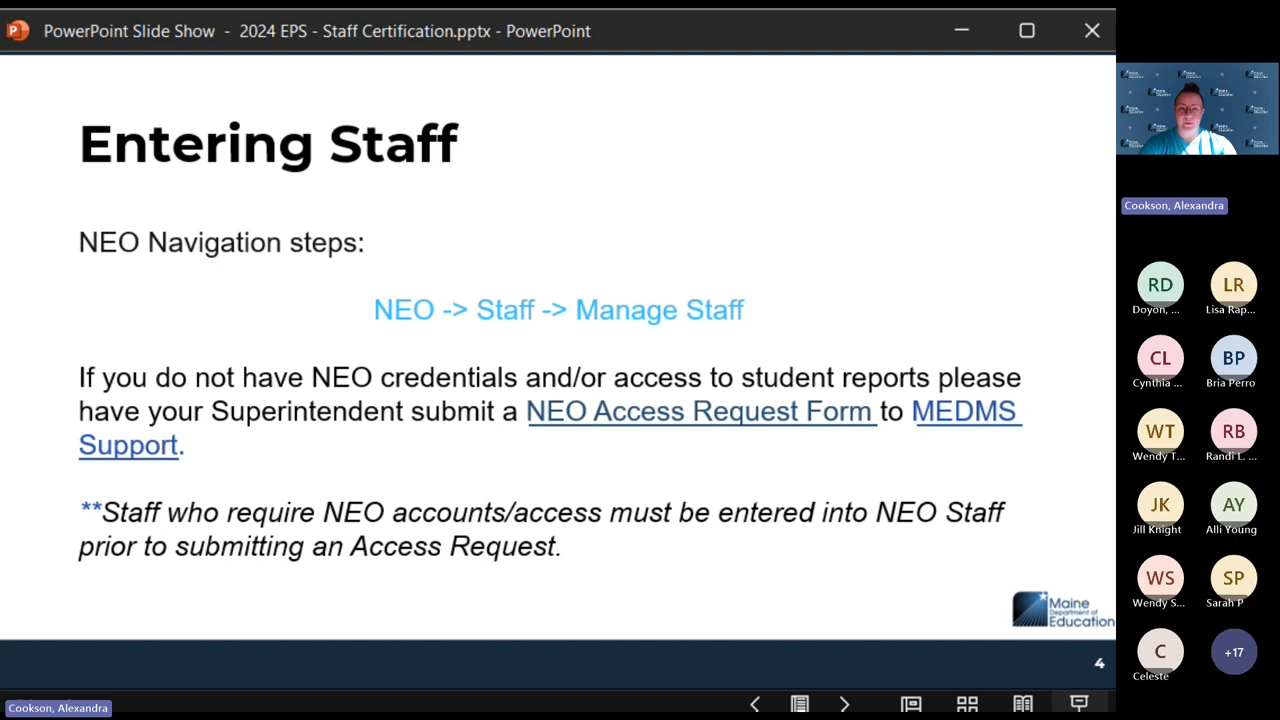 PowerPoint Slide Show - 2024 EPS - Staff Certification.pptx - PowerPoint
Entering Staff
NEO Navigation steps:
NEO -> Staff -> Manage Staff
If you do not have NEO credentials and/or access to student reports please
have your Superintendent submit a NEO Access Request Form to MEDMS
Support.
**Staff who require NEO accounts/access must be entered into NEO Staff
prior to submitting an Access Request.
Maine
Department of
Education
4
Cookson, Alexandra
Cookson, Alexandra
RD LR
Doyon, ... Lisa Rap...
CL BP
Cynthia ... Bria Perro
WT RB
Wendy T... Randi L. ...
JK AY
Jill Knight Alli Young
WS SP
Wendy S... Sarah P
C +17
Celeste